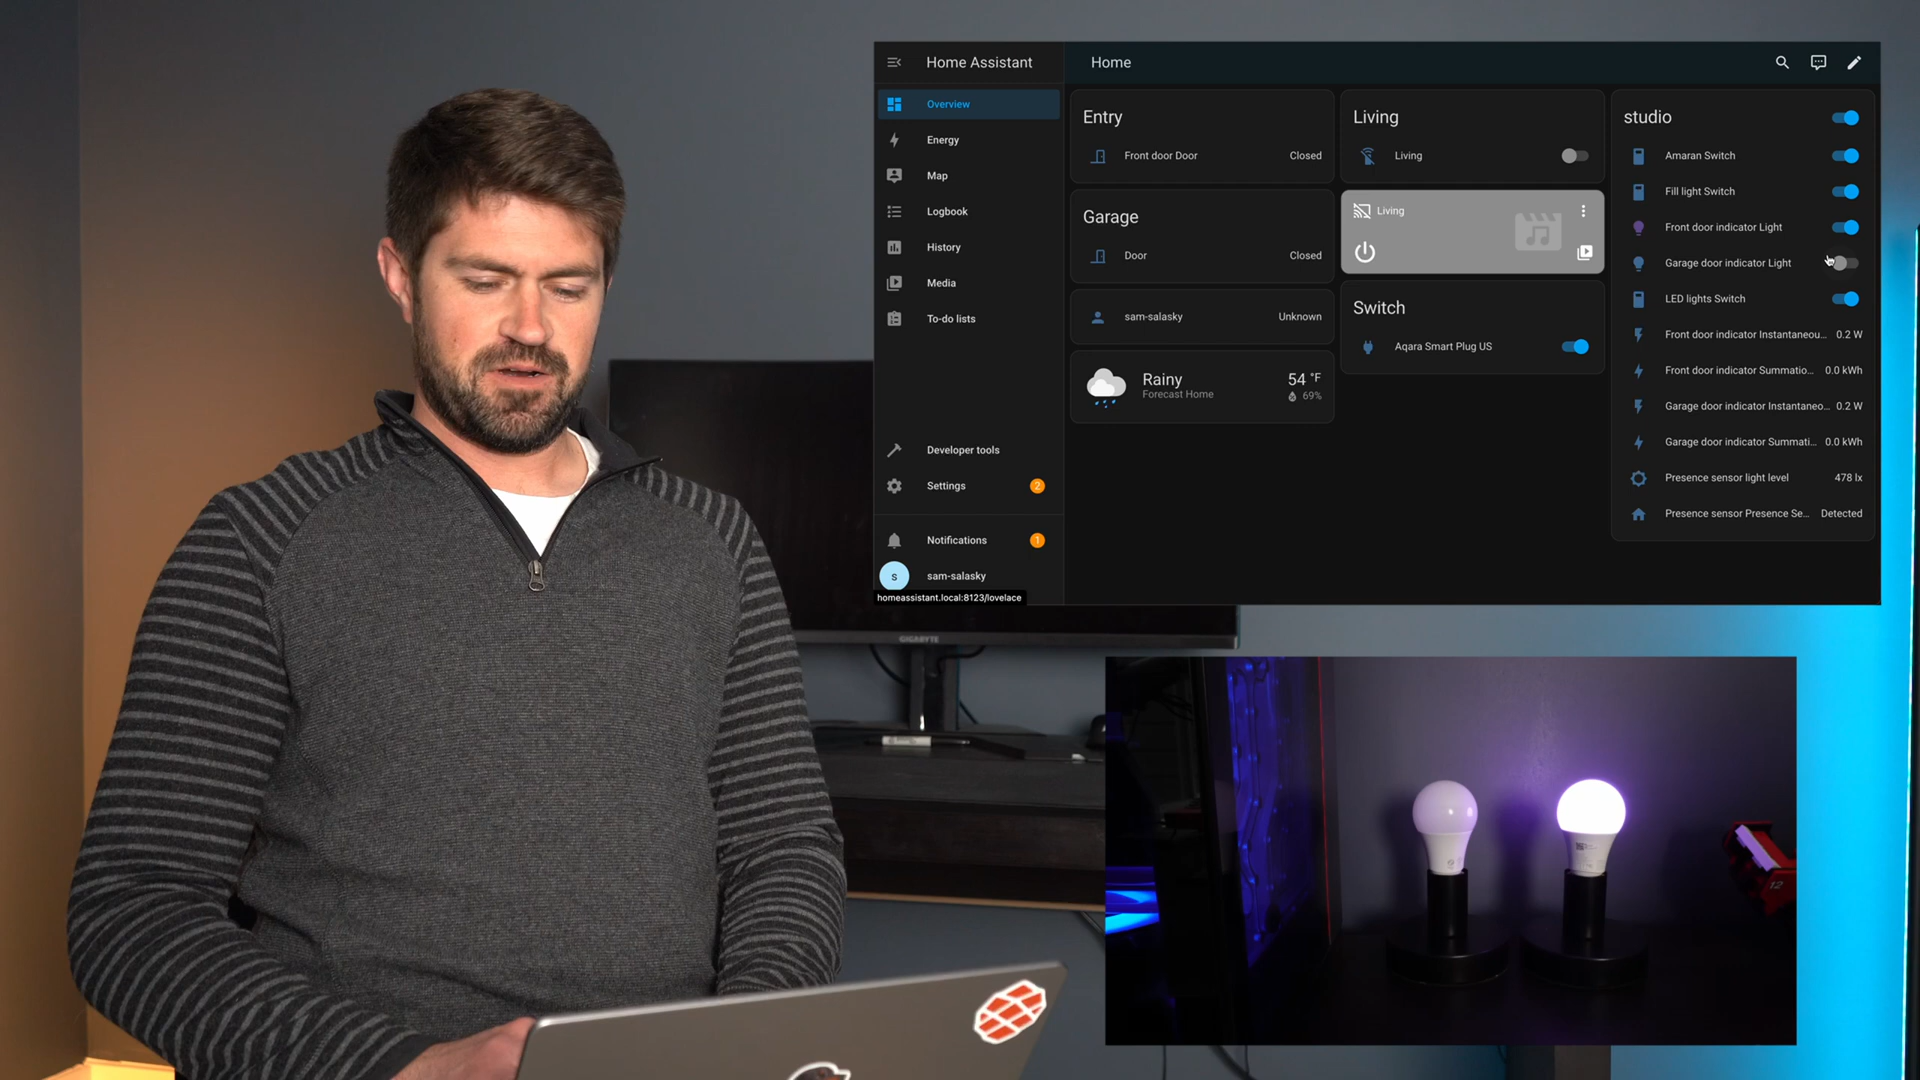 Home Assistant
Overview
Energy
Map
Logbook
History
Media
To-do lists
Developer tools
Settings 2
Notifications 1
s sam-salasky
homeassistant.local:8123/lovelace
Home
Entry
Front door Door Closed
Garage
Door Closed
sam-salasky Unknown
Rainy 54 °F
Forecast Home 69%
Living
Living
Living
Switch
Aqara Smart Plug US
studio
Amaran Switch
Fill light Switch
Front door indicator Light
Garage door indicator Light
LED lights Switch
Front door indicator Instantaneou... 0.2 W
Front door indicator Summatio... 0.0 kWh
Garage door indicator Instantaneo... 0.2 W
Garage door indicator Summati... 0.0 kWh
Presence sensor light level 478 lx
Presence sensor Presence Se... Detected
GIGABYTE
12